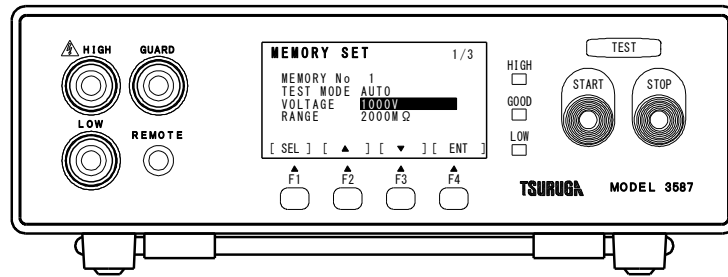 HIGH GUARD
LOW
REMOTE
MEMORY SET 1/3
MEMORY No 1
TEST MODE AUTO
VOLTAGE 1000V
RANGE 2000MΩ
[ SEL ] [ ▲ ] [ ▼ ] [ ENT ]
▲ ▲ ▲ ▲
F1 F2 F3 F4
HIGH
GOOD
LOW
TEST
START STOP
TSURUGA MODEL 3587